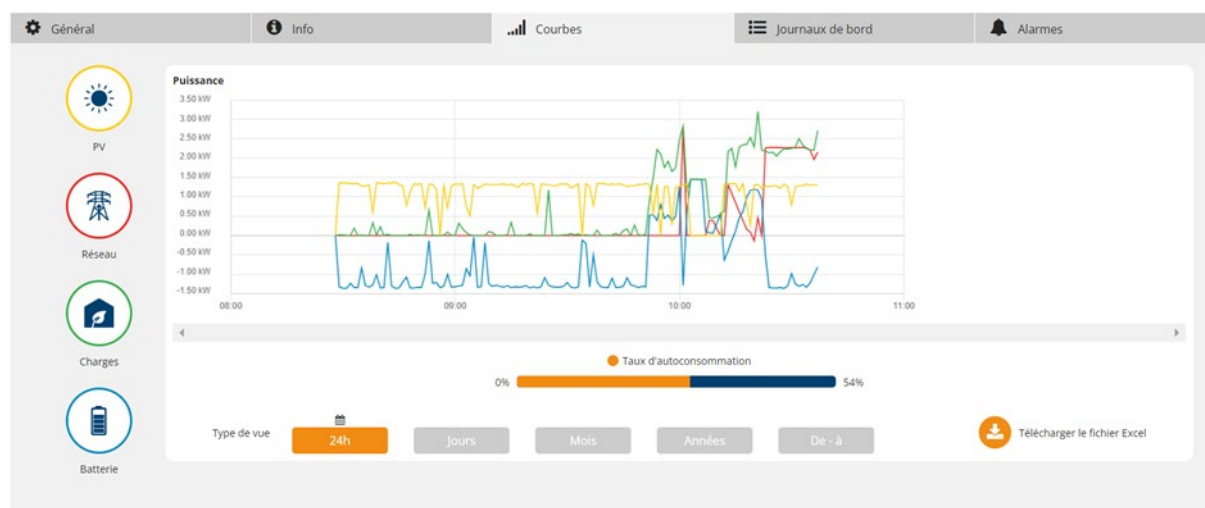 Général
Info
Courbes
Journaux de bord
Alarmes
PV
Réseau
Charges
Batterie
Puissance
3.50 kW
3.00 kW
2.50 kW
2.00 kW
1.50 kW
1.00 kW
0.50 kW
0.00 kW
-0.50 kW
-1.00 kW
-1.50 kW
08:00 09:00 10:00 11:00
Taux d'autoconsommation
0% 54%
Type de vue
24h
Jours
Mois
Années
De - à
Télécharger le fichier Excel